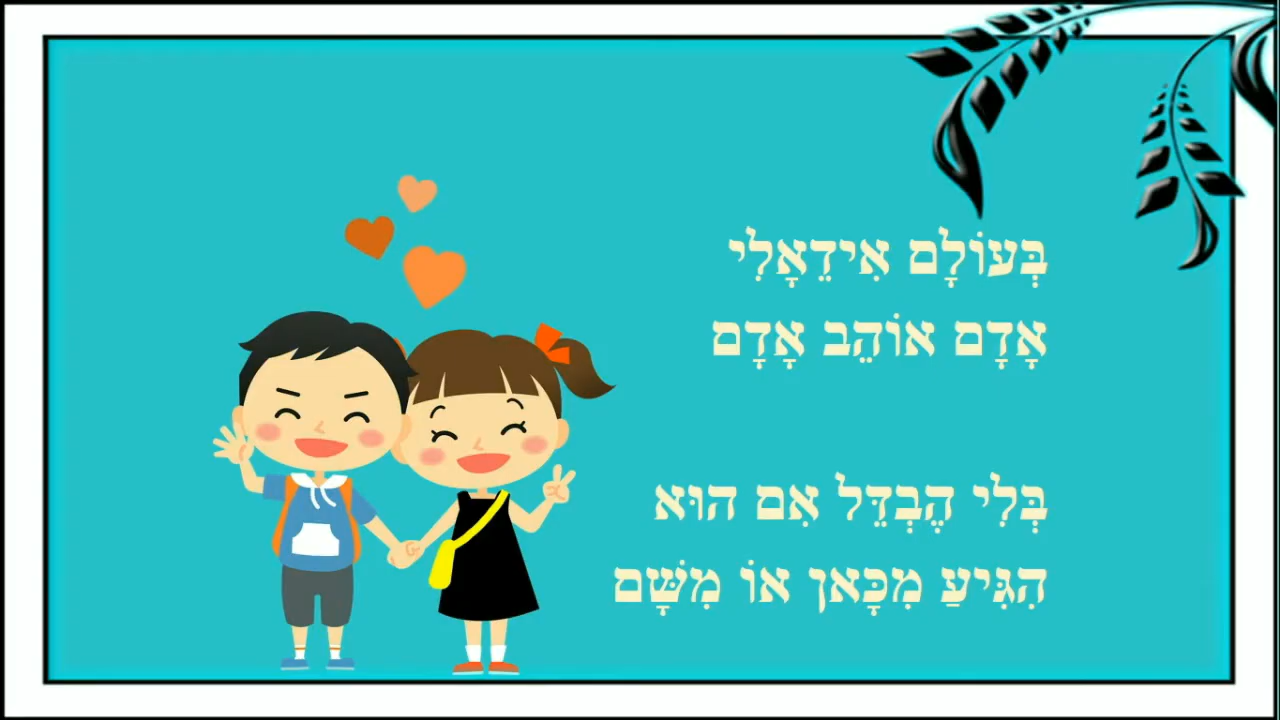 בְּעוֹלָם אִידֵאָלִי
אָדָם אוֹהֵב אָדָם
בְּלִי הֶבְדֵּל אִם הוּא
הִגִּיעַ מִכָּאן אוֹ מִשָּׁם